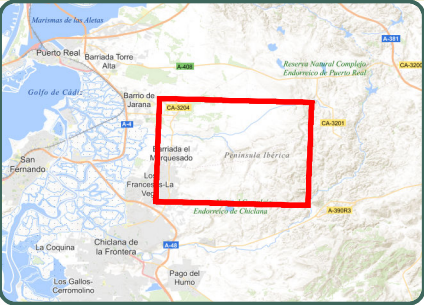 Marismas de las Aletas
A-381
Puerto Real
Barriada Torre
Alta
A-408
Reserva Natural Complejo
Endorreico de Puerto Real
CA-3200
Golfo de Cádiz
Barrio de
Jarana
CA-3204
A-4
CA-3201
San
Fernando
Barriada el
Marquesado
Península Ibérica
Los
Franceses-La
Endorreico de Chiclana
A-390R3
La Coquina
Chiclana de
la Frontera
A-48
Pago del
Humo
Los Gallos-
Cerromolino